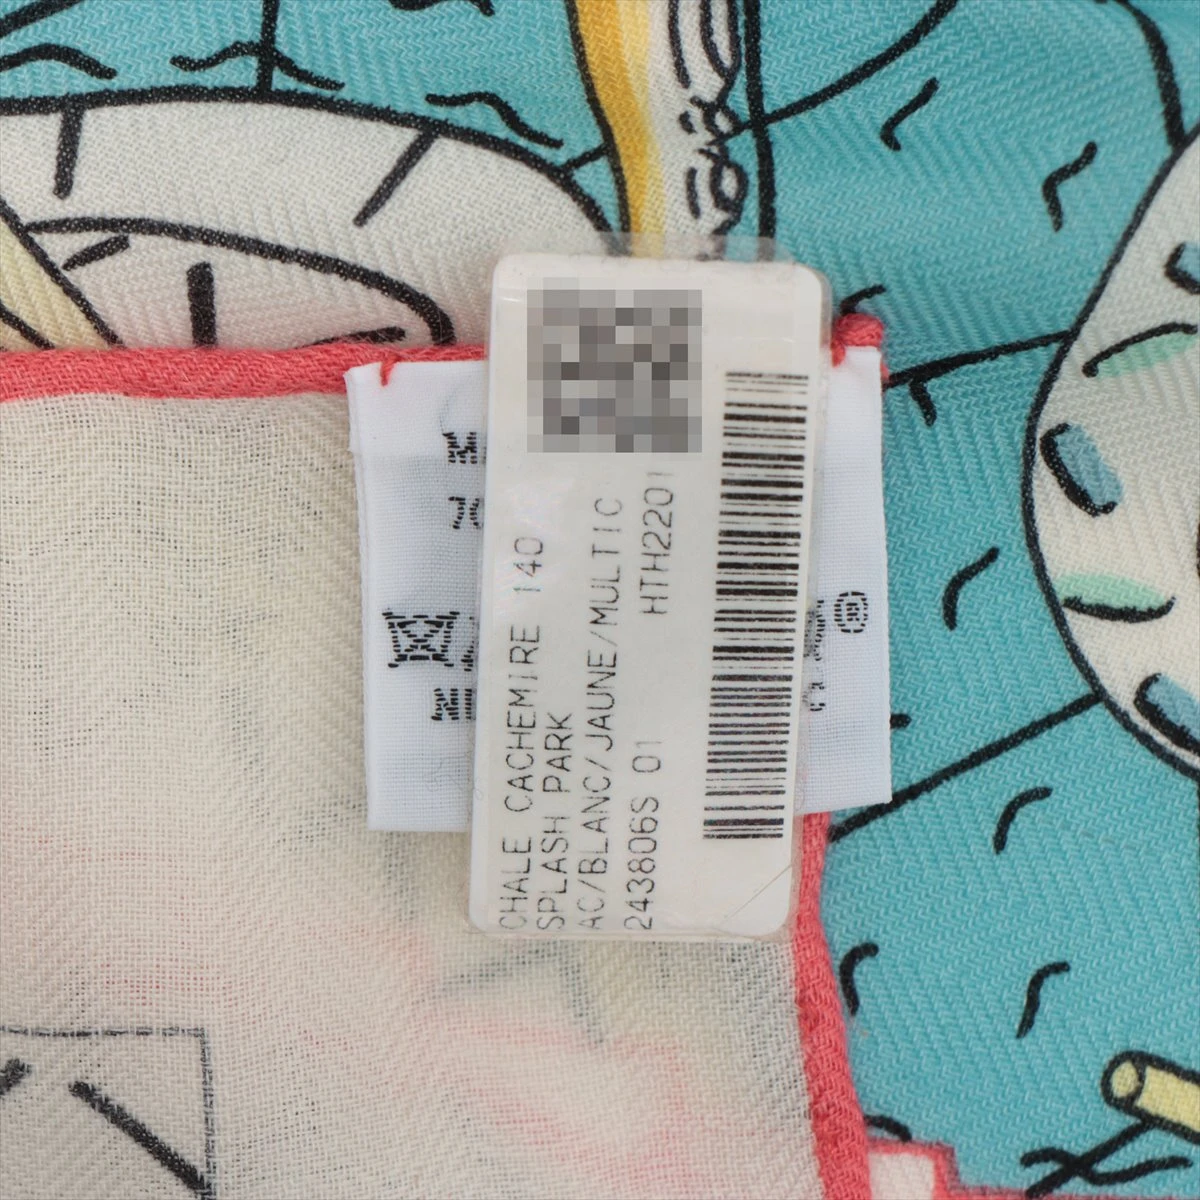 CHALE CACHEMIRE 140
SPLASH PARK
AC/BLANC/JAUNE/MULTIC
243806S 01 HTH2201